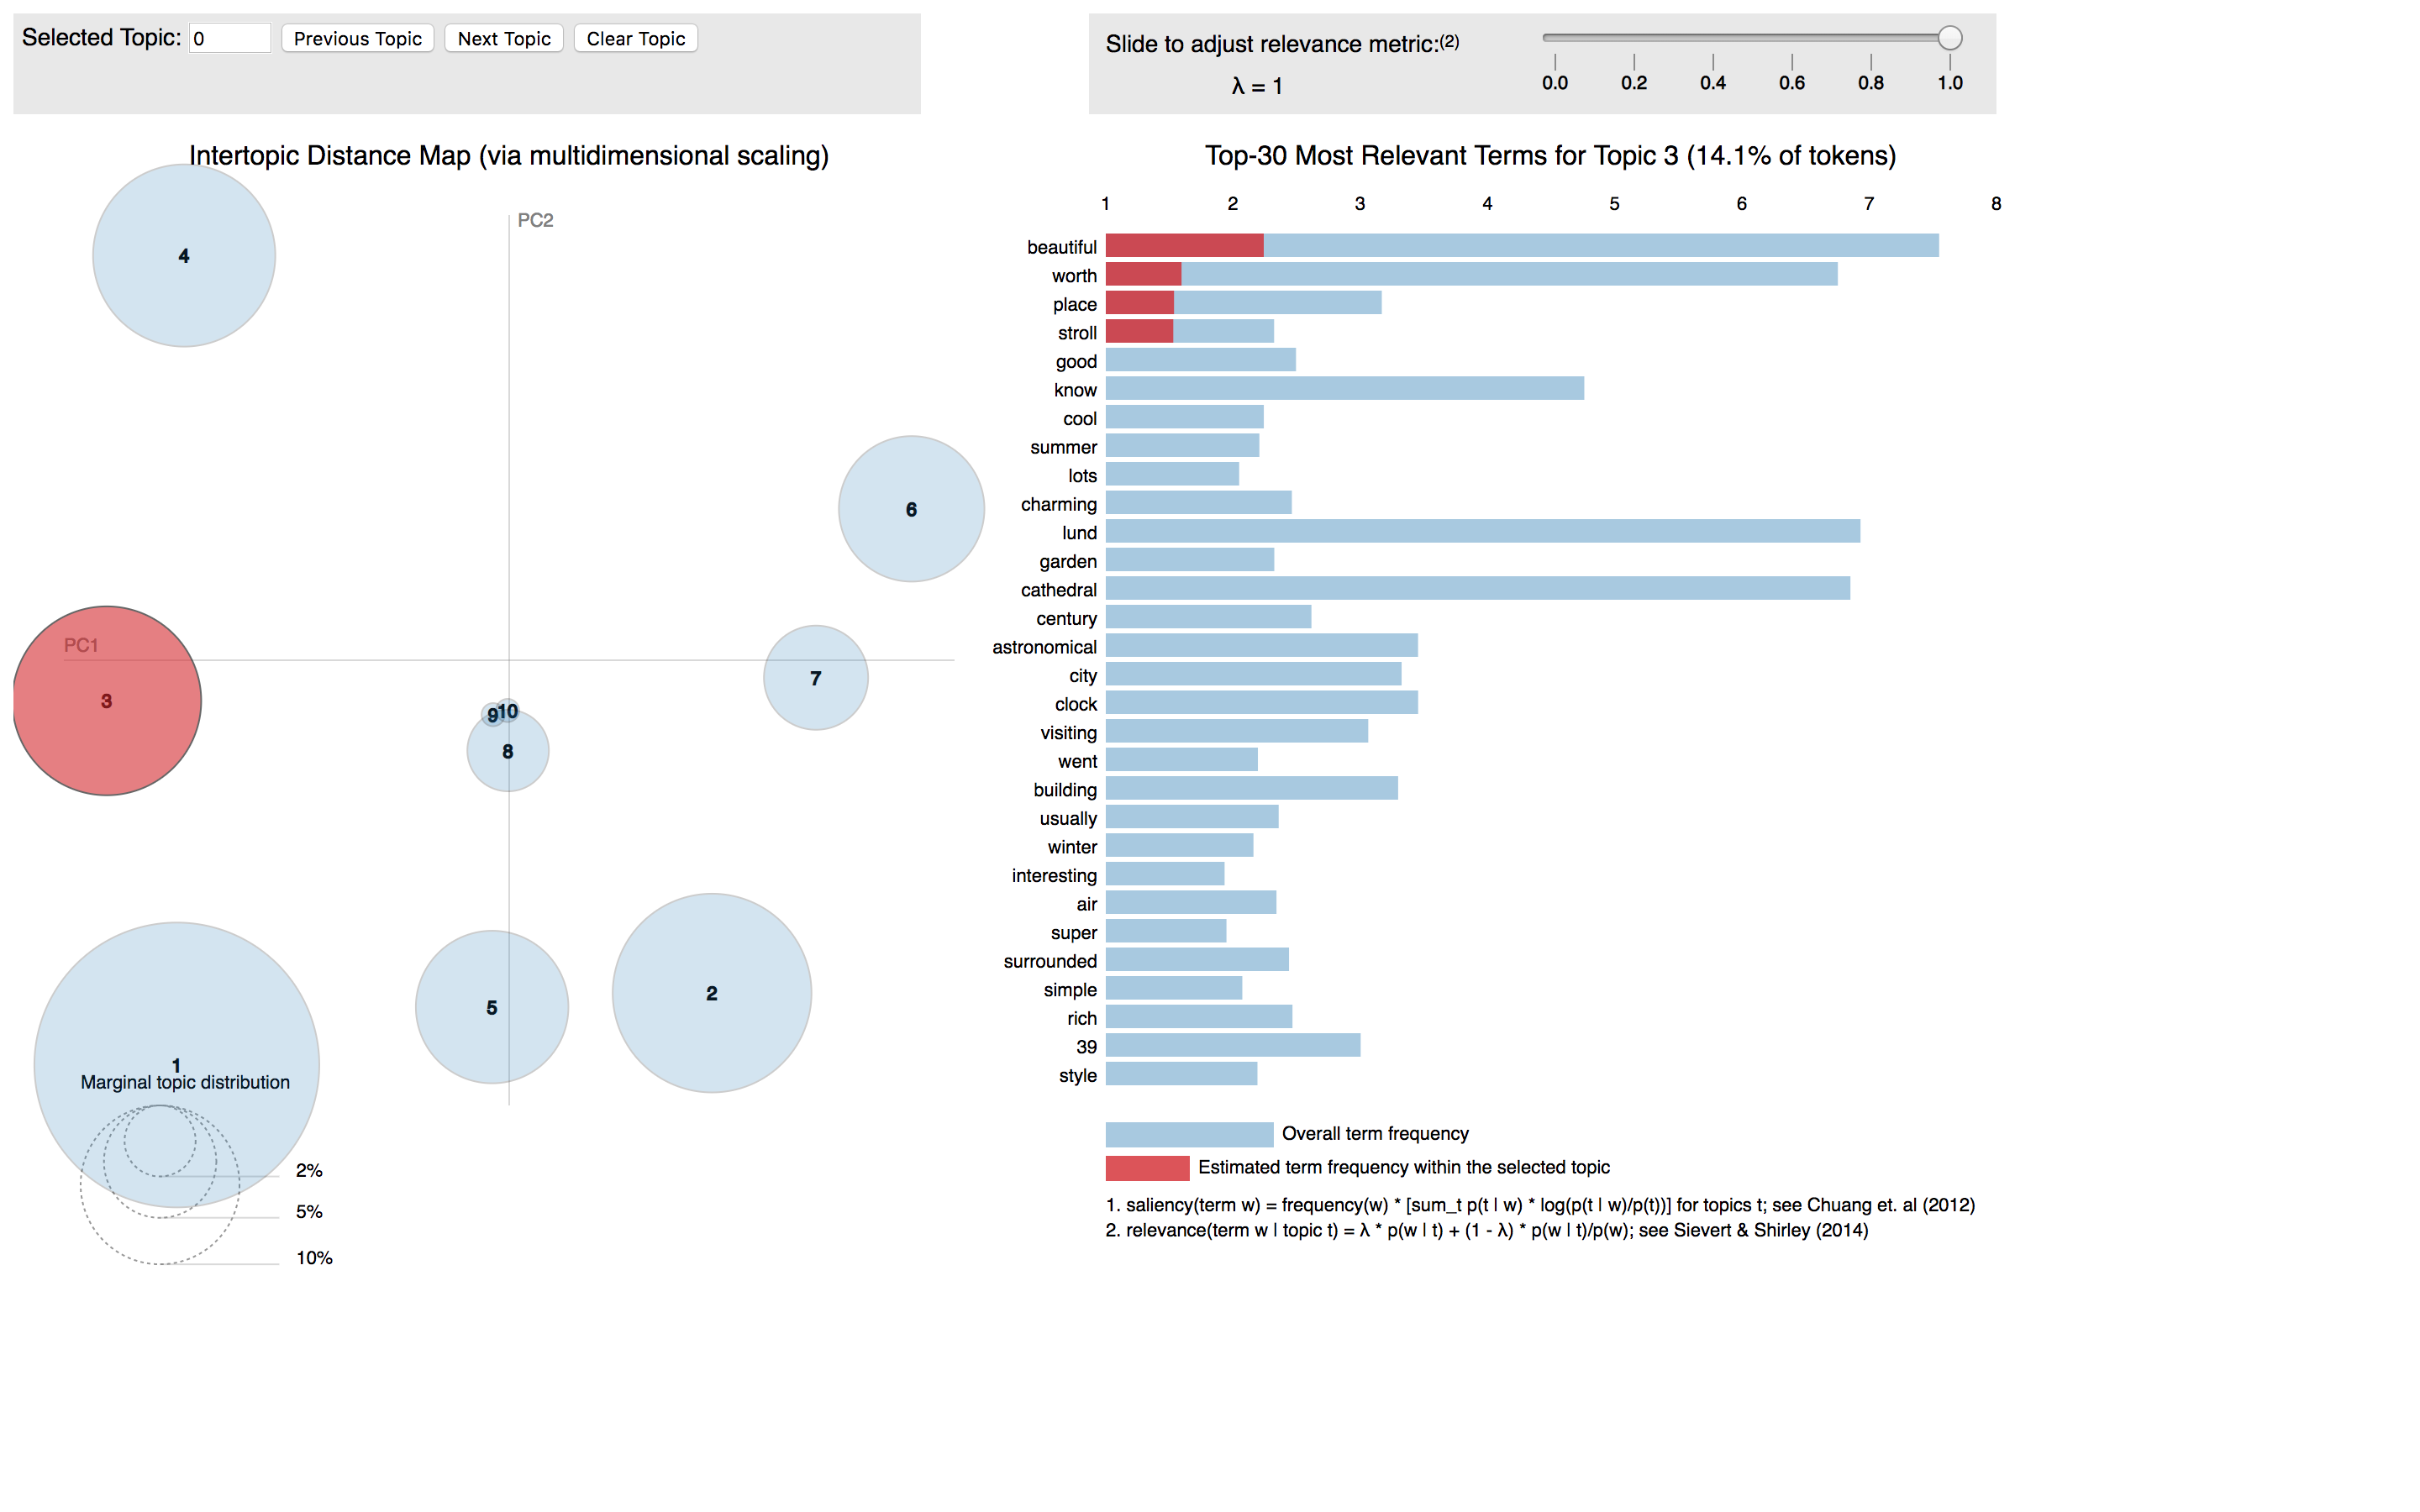 Selected Topic: 0 Previous Topic Next Topic Clear Topic
Slide to adjust relevance metric:(2)
λ = 1
0.0 0.2 0.4 0.6 0.8 1.0
Intertopic Distance Map (via multidimensional scaling)
PC2
PC1
4
6
3
7
9
10
8
5
2
1
Marginal topic distribution
2%
5%
10%
Top-30 Most Relevant Terms for Topic 3 (14.1% of tokens)
1 2 3 4 5 6 7 8
beautiful
worth
place
stroll
good
know
cool
summer
lots
charming
lund
garden
cathedral
century
astronomical
city
clock
visiting
went
building
usually
winter
interesting
air
super
surrounded
simple
rich
39
style
Overall term frequency
Estimated term frequency within the selected topic
1. saliency(term w) = frequency(w) * [sum_t p(t | w) * log(p(t | w)/p(t))] for topics t; see Chuang et. al (2012)
2. relevance(term w | topic t) = λ * p(w | t) + (1 - λ) * p(w | t)/p(w); see Sievert & Shirley (2014)